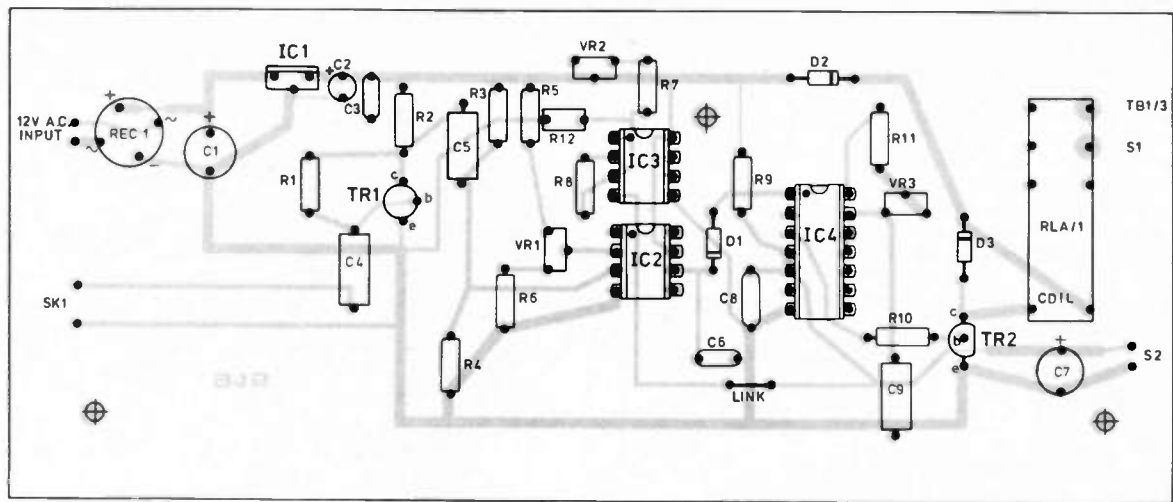 IC1
C2
+
C3
VR2
R7
D2
12V A.C.
INPUT
+
REC 1
~
~
−
+
C1
R1
R2
TR1
c
b
e
C5
R3
R5
R12
R8
IC3
R9
R11
VR3
TB1/3
S1
RLA/1
CDIL
C4
VR1
IC2
D1
IC4
D3
SK1
R6
C8
R10
c
b
e
TR2
R4
C6
LINK
C9
+
C7
S2